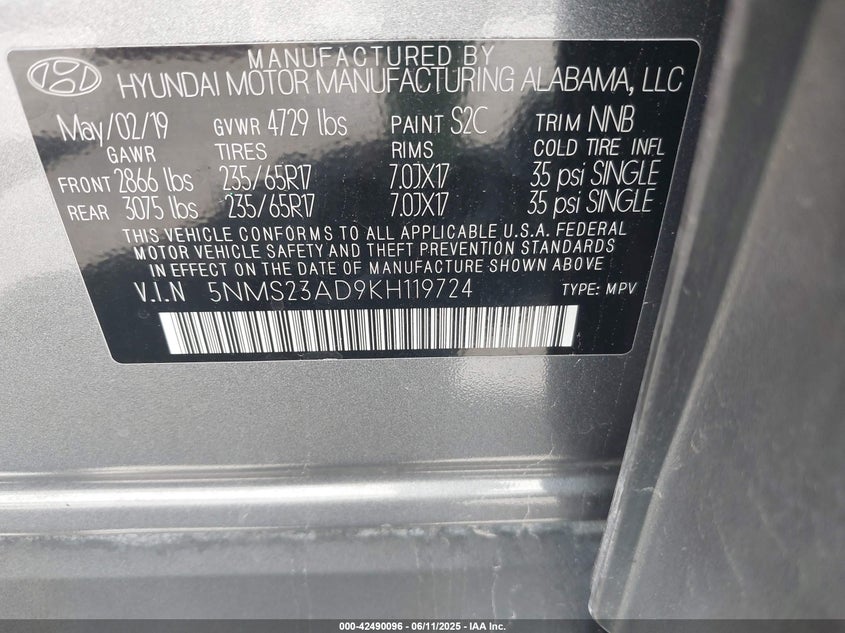 MANUFACTURED BY
HYUNDAI MOTOR MANUFACTURING ALABAMA, LLC
May/02/19 GVWR 4729 lbs PAINT S2C TRIM NNB
GAWR TIRES RIMS COLD TIRE INFL
FRONT 2866 lbs 235/65R17 7.0JX17 35 psi SINGLE
REAR 3075 lbs 235/65R17 7.0JX17 35 psi SINGLE
THIS VEHICLE CONFORMS TO ALL APPLICABLE U.S.A. FEDERAL
MOTOR VEHICLE SAFETY AND THEFT PREVENTION STANDARDS
IN EFFECT ON THE DATE OF MANUFACTURE SHOWN ABOVE
V.I.N 5NMS23AD9KH119724 TYPE: MPV
000-42490096 - 06/11/2025 - IAA Inc.